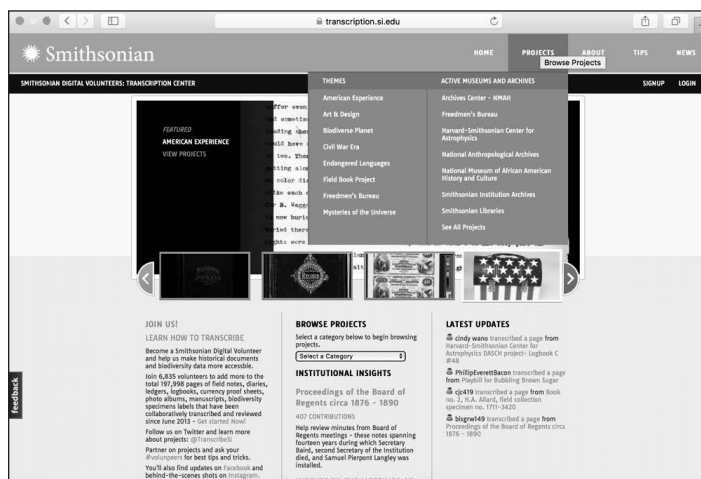 transcription.si.edu
Smithsonian
HOME PROJECTS ABOUT TIPS NEWS
Browse Projects
SMITHSONIAN DIGITAL VOLUNTEERS: TRANSCRIPTION CENTER
SIGNUP LOGIN
THEMES
American Experience
Art & Design
Biodiverse Planet
Civil War Era
Endangered Languages
Field Book Project
Freedmen's Bureau
Mysteries of the Universe
ACTIVE MUSEUMS AND ARCHIVES
Archives Center - NMAH
Freedmen's Bureau
Harvard-Smithsonian Center for
Astrophysics
National Anthropological Archives
National Museum of African American
History and Culture
Smithsonian Institution Archives
Smithsonian Libraries
See All Projects
FEATURED
AMERICAN EXPERIENCE
VIEW PROJECTS
RECORD
feedback
JOIN US!
LEARN HOW TO TRANSCRIBE
Become a Smithsonian Digital Volunteer
and help us make historical documents
and biodiversity data more accessible.
Join 6,835 volunteers to add more to the
total 197,998 pages of field notes, diaries,
ledgers, logbooks, currency proof sheets,
photo albums, manuscripts, biodiversity
specimens labels that have been
collaboratively transcribed and reviewed
since June 2013 - Get started Now!
Follow us on Twitter and learn more
about projects: @TranscribeSI
Partner on projects and ask your
#volunpeers for best tips and tricks.
You'll also find updates on Facebook and
behind-the-scenes shots on Instagram.
BROWSE PROJECTS
Select a category below to begin browsing
projects.
Select a Category
INSTITUTIONAL INSIGHTS
Proceedings of the Board of
Regents circa 1876 - 1890
407 CONTRIBUTIONS
Help review minutes from Board of
Regents meetings - these notes spanning
fourteen years during which Secretary
Baird, second Secretary of the Institution
died, and Samuel Pierpont Langley was
installed.
LATEST UPDATES
cindy wano transcribed a page from
Harvard-Smithsonian Center for
Astrophysics DASCH project- Logbook C
#48
PhillipEverettBacon transcribed a page
from Playbill for Bubbling Brown Sugar
cjc419 transcribed a page from Book
no. 2, H.A. Allard, field collection
specimen no. 1711-3420
bisgrw149 transcribed a page from
Proceedings of the Board of Regents circa
1876 - 1890